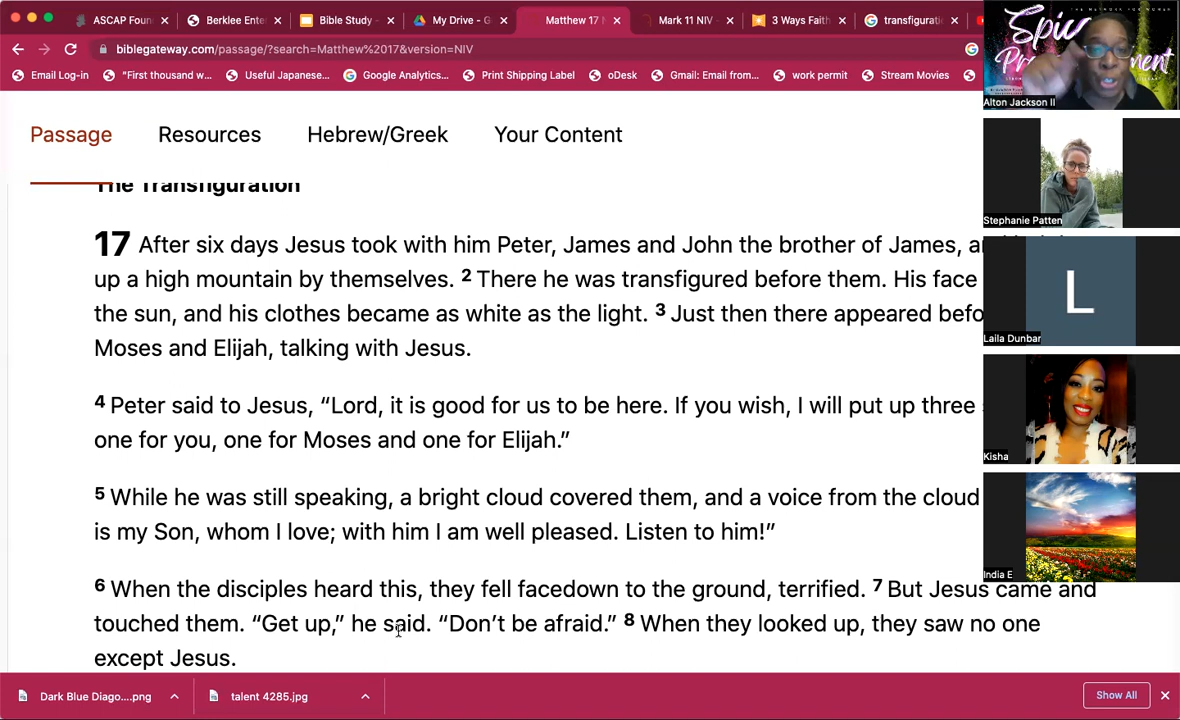 ASCAP Foun
Berklee Ente
Bible Study -
My Drive - G
Matthew 17 N
Mark 11 NIV -
3 Ways Faith
transfigurati
biblegateway.com/passage/?search=Matthew%2017&version=NIV
Email Log-in
"First thousand w...
Useful Japanese...
Google Analytics...
Print Shipping Label
oDesk
Gmail: Email from...
work permit
Stream Movies
Epic
Alton Jackson II
Passage
Resources
Hebrew/Greek
Your Content
Stephanie Patten
The Transfiguration
17 After six days Jesus took with him Peter, James and John the brother of James,
up a high mountain by themselves. 2 There he was transfigured before them. His face
the sun, and his clothes became as white as the light. 3 Just then there appeared befo
Moses and Elijah, talking with Jesus.
L
Laila Dunbar
4 Peter said to Jesus, “Lord, it is good for us to be here. If you wish, I will put up three
one for you, one for Moses and one for Elijah.”
Kisha
5 While he was still speaking, a bright cloud covered them, and a voice from the cloud
is my Son, whom I love; with him I am well pleased. Listen to him!”
India E
6 When the disciples heard this, they fell facedown to the ground, terrified. 7 But Jesus came and
touched them. “Get up,” he said. “Don’t be afraid.” 8 When they looked up, they saw no one
except Jesus.
Dark Blue Diago....png
talent 4285.jpg
Show All